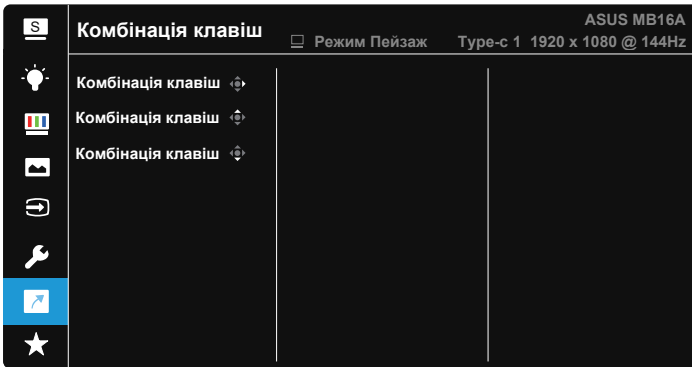 S
Комбінація клавіш
ASUS MB16A
Режим Пейзаж Type-c 1 1920 x 1080 @ 144Hz
Комбінація клавіш
Комбінація клавіш
Комбінація клавіш